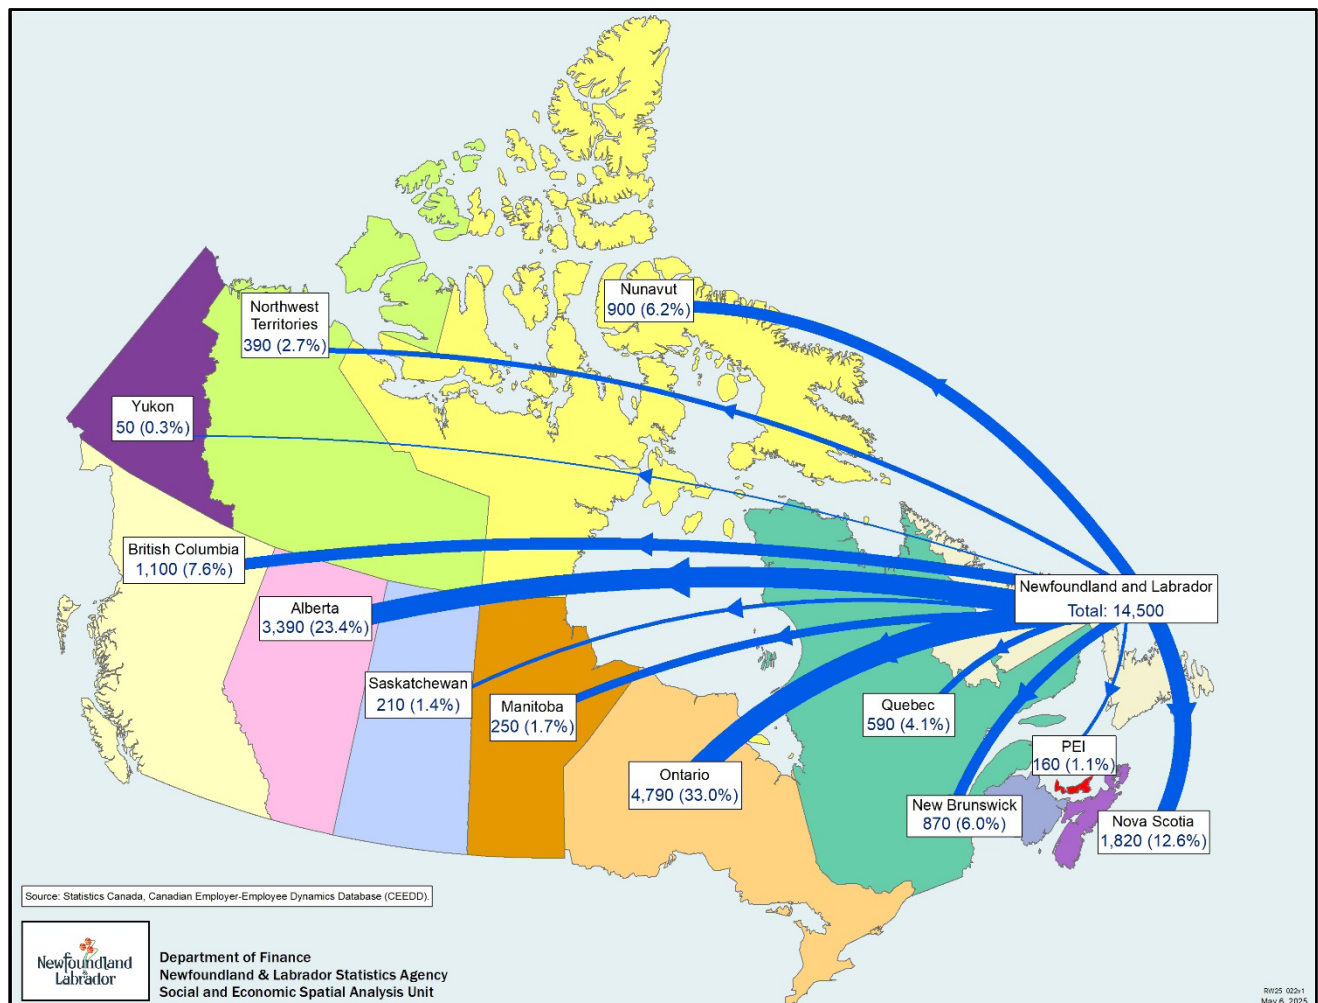 Nunavut
900 (6.2%)
Northwest
Territories
390 (2.7%)
Yukon
50 (0.3%)
British Columbia
1,100 (7.6%)
Alberta
3,390 (23.4%)
Newfoundland and Labrador
Total: 14,500
Saskatchewan
210 (1.4%)
Manitoba
250 (1.7%)
Quebec
590 (4.1%)
PEI
160 (1.1%)
Ontario
4,790 (33.0%)
New Brunswick
870 (6.0%)
Nova Scotia
1,820 (12.6%)
Source: Statistics Canada, Canadian Employer-Employee Dynamics Database (CEEDD).
Newfoundland
&
Labrador
Department of Finance
Newfoundland & Labrador Statistics Agency
Social and Economic Spatial Analysis Unit
RW25_022v1
May 6, 2025